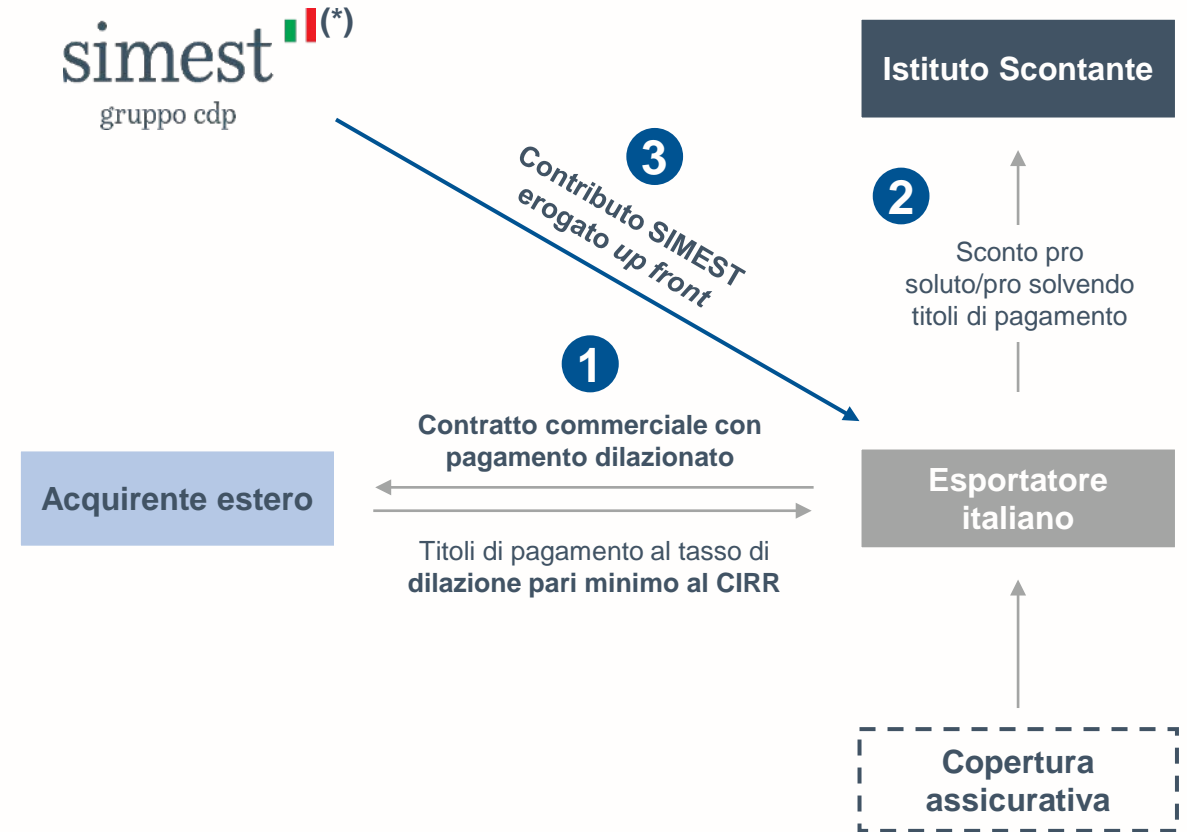 simest (*)
gruppo cdp
Istituto Scontante
3
Contributo SIMEST
erogato up front
2
Sconto pro
soluto/pro solvendo
titoli di pagamento
1
Contratto commerciale con
pagamento dilazionato
Acquirente estero
Esportatore
italiano
Titoli di pagamento al tasso di
dilazione pari minimo al CIRR
Copertura
assicurativa